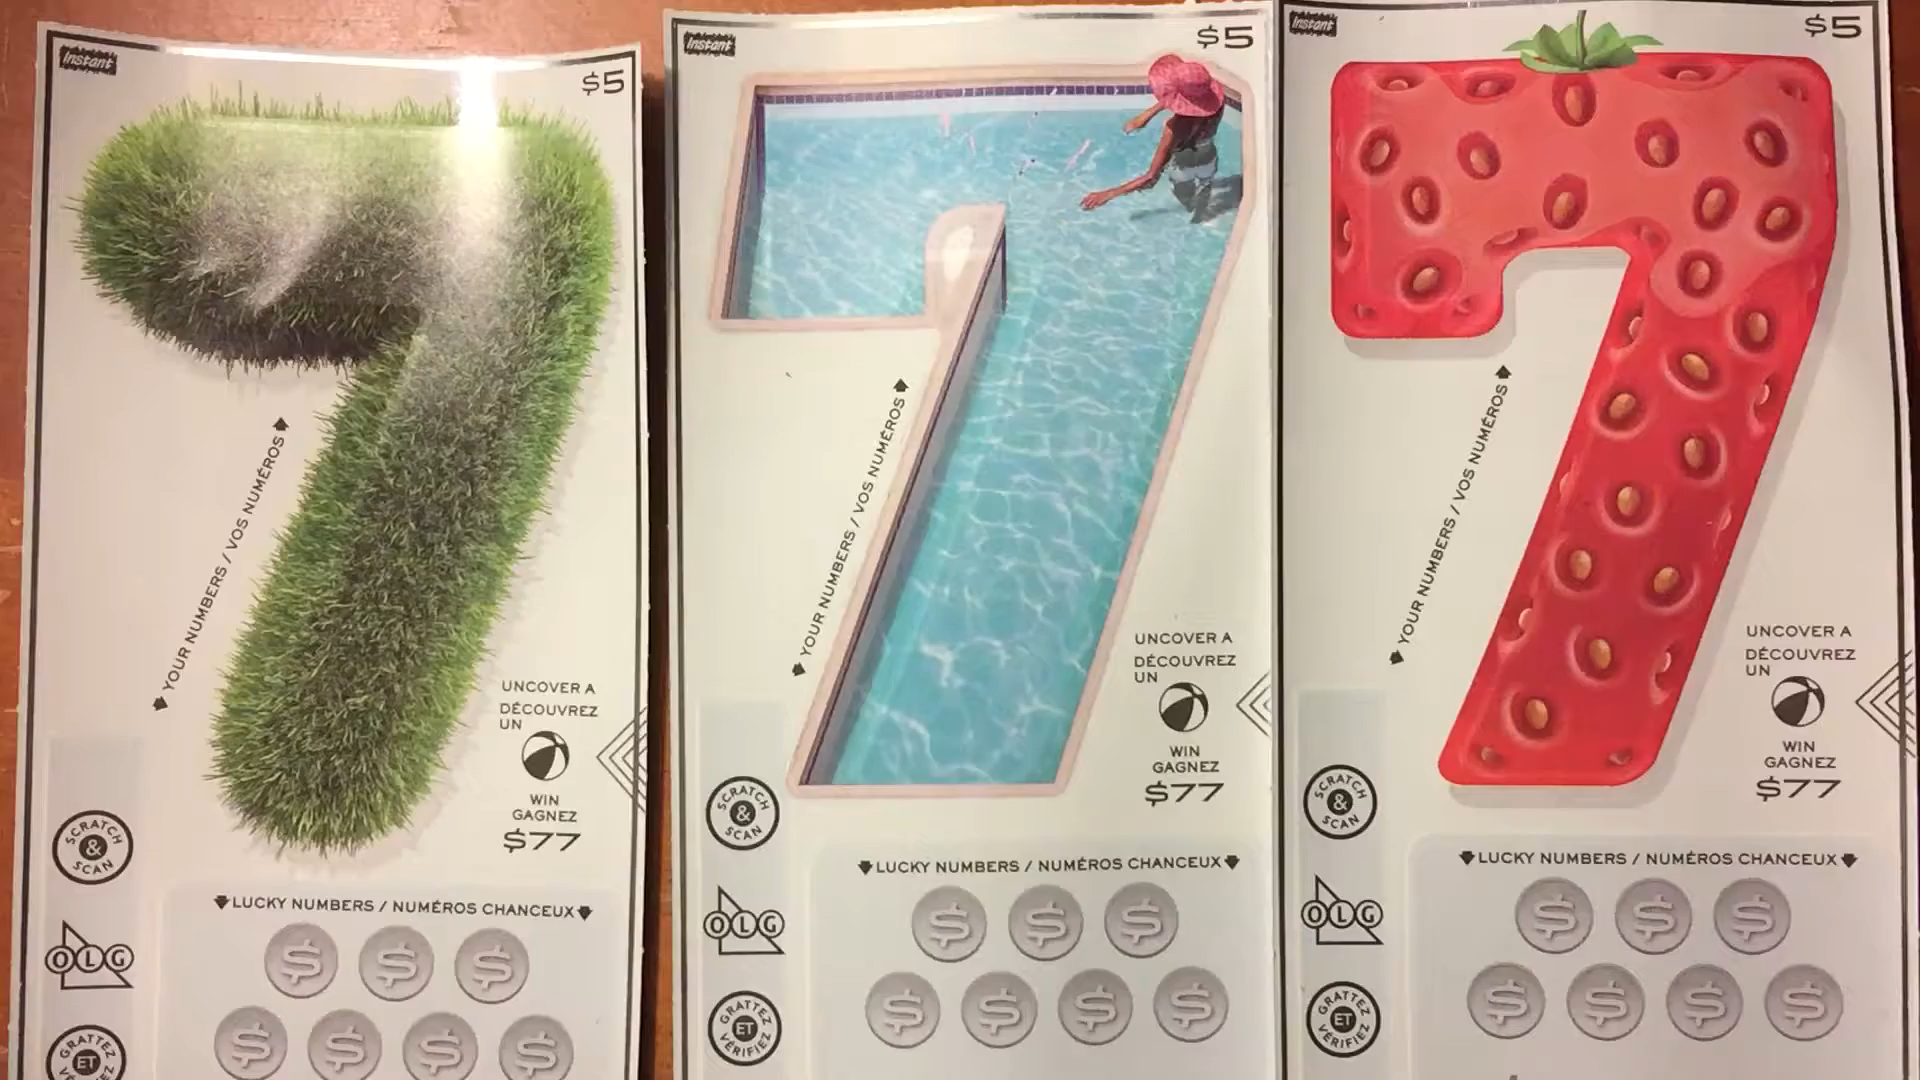 Instant
$5
YOUR NUMBERS / VOS NUMÉROS
UNCOVER A
DÉCOUVREZ
UN
WIN
GAGNEZ
$77
SCRATCH
&
SCAN
LUCKY NUMBERS / NUMÉROS CHANCEUX
OLG
$ $ $
$ $ $ $
GRATTEZ
ET
Instant
$5
YOUR NUMBERS / VOS NUMÉROS
UNCOVER A
DÉCOUVREZ
UN
WIN
GAGNEZ
$77
SCRATCH
&
SCAN
LUCKY NUMBERS / NUMÉROS CHANCEUX
OLG
$ $ $
$ $ $ $
GRATTEZ
ET
VÉRIFIEZ
Instant
$5
YOUR NUMBERS / VOS NUMÉROS
UNCOVER A
DÉCOUVREZ
UN
WIN
GAGNEZ
$77
SCRATCH
&
SCAN
LUCKY NUMBERS / NUMÉROS CHANCEUX
OLG
$ $ $
$ $ $ $
GRATTEZ
ET
VÉRIFIEZ